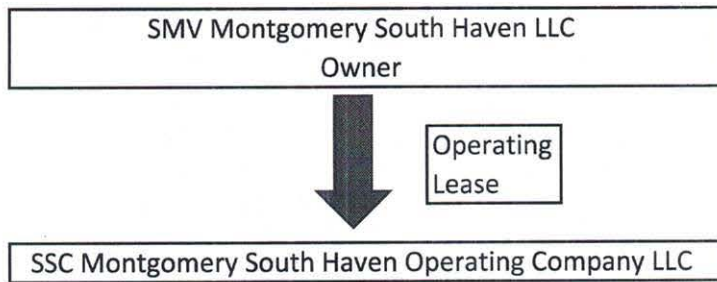 SMV Montgomery South Haven LLC
Owner
Operating
Lease
SSC Montgomery South Haven Operating Company LLC